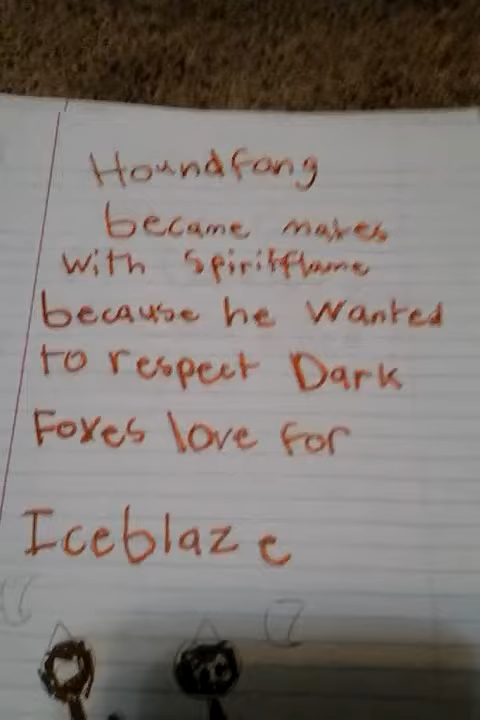 Houndfang
became mates
with Spiritflame
because he wanted
to respect Dark
Foxes love for
Iceblaze